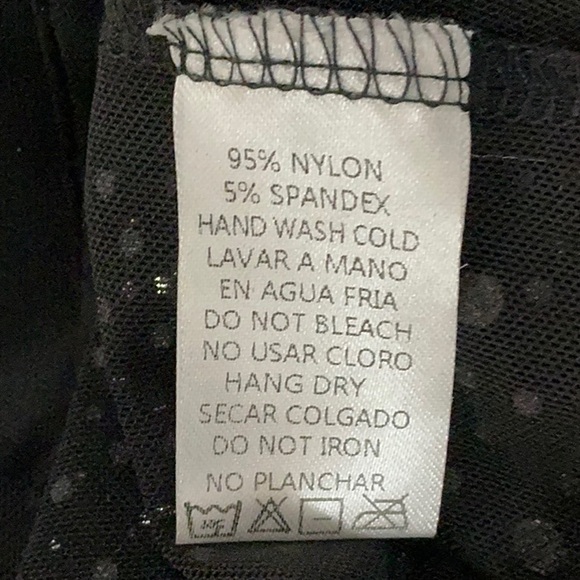 95% NYLON
5% SPANDEX
HAND WASH COLD
LAVAR A MANO
EN AGUA FRIA
DO NOT BLEACH
NO USAR CLORO
HANG DRY
SECAR COLGADO
DO NOT IRON
NO PLANCHAR